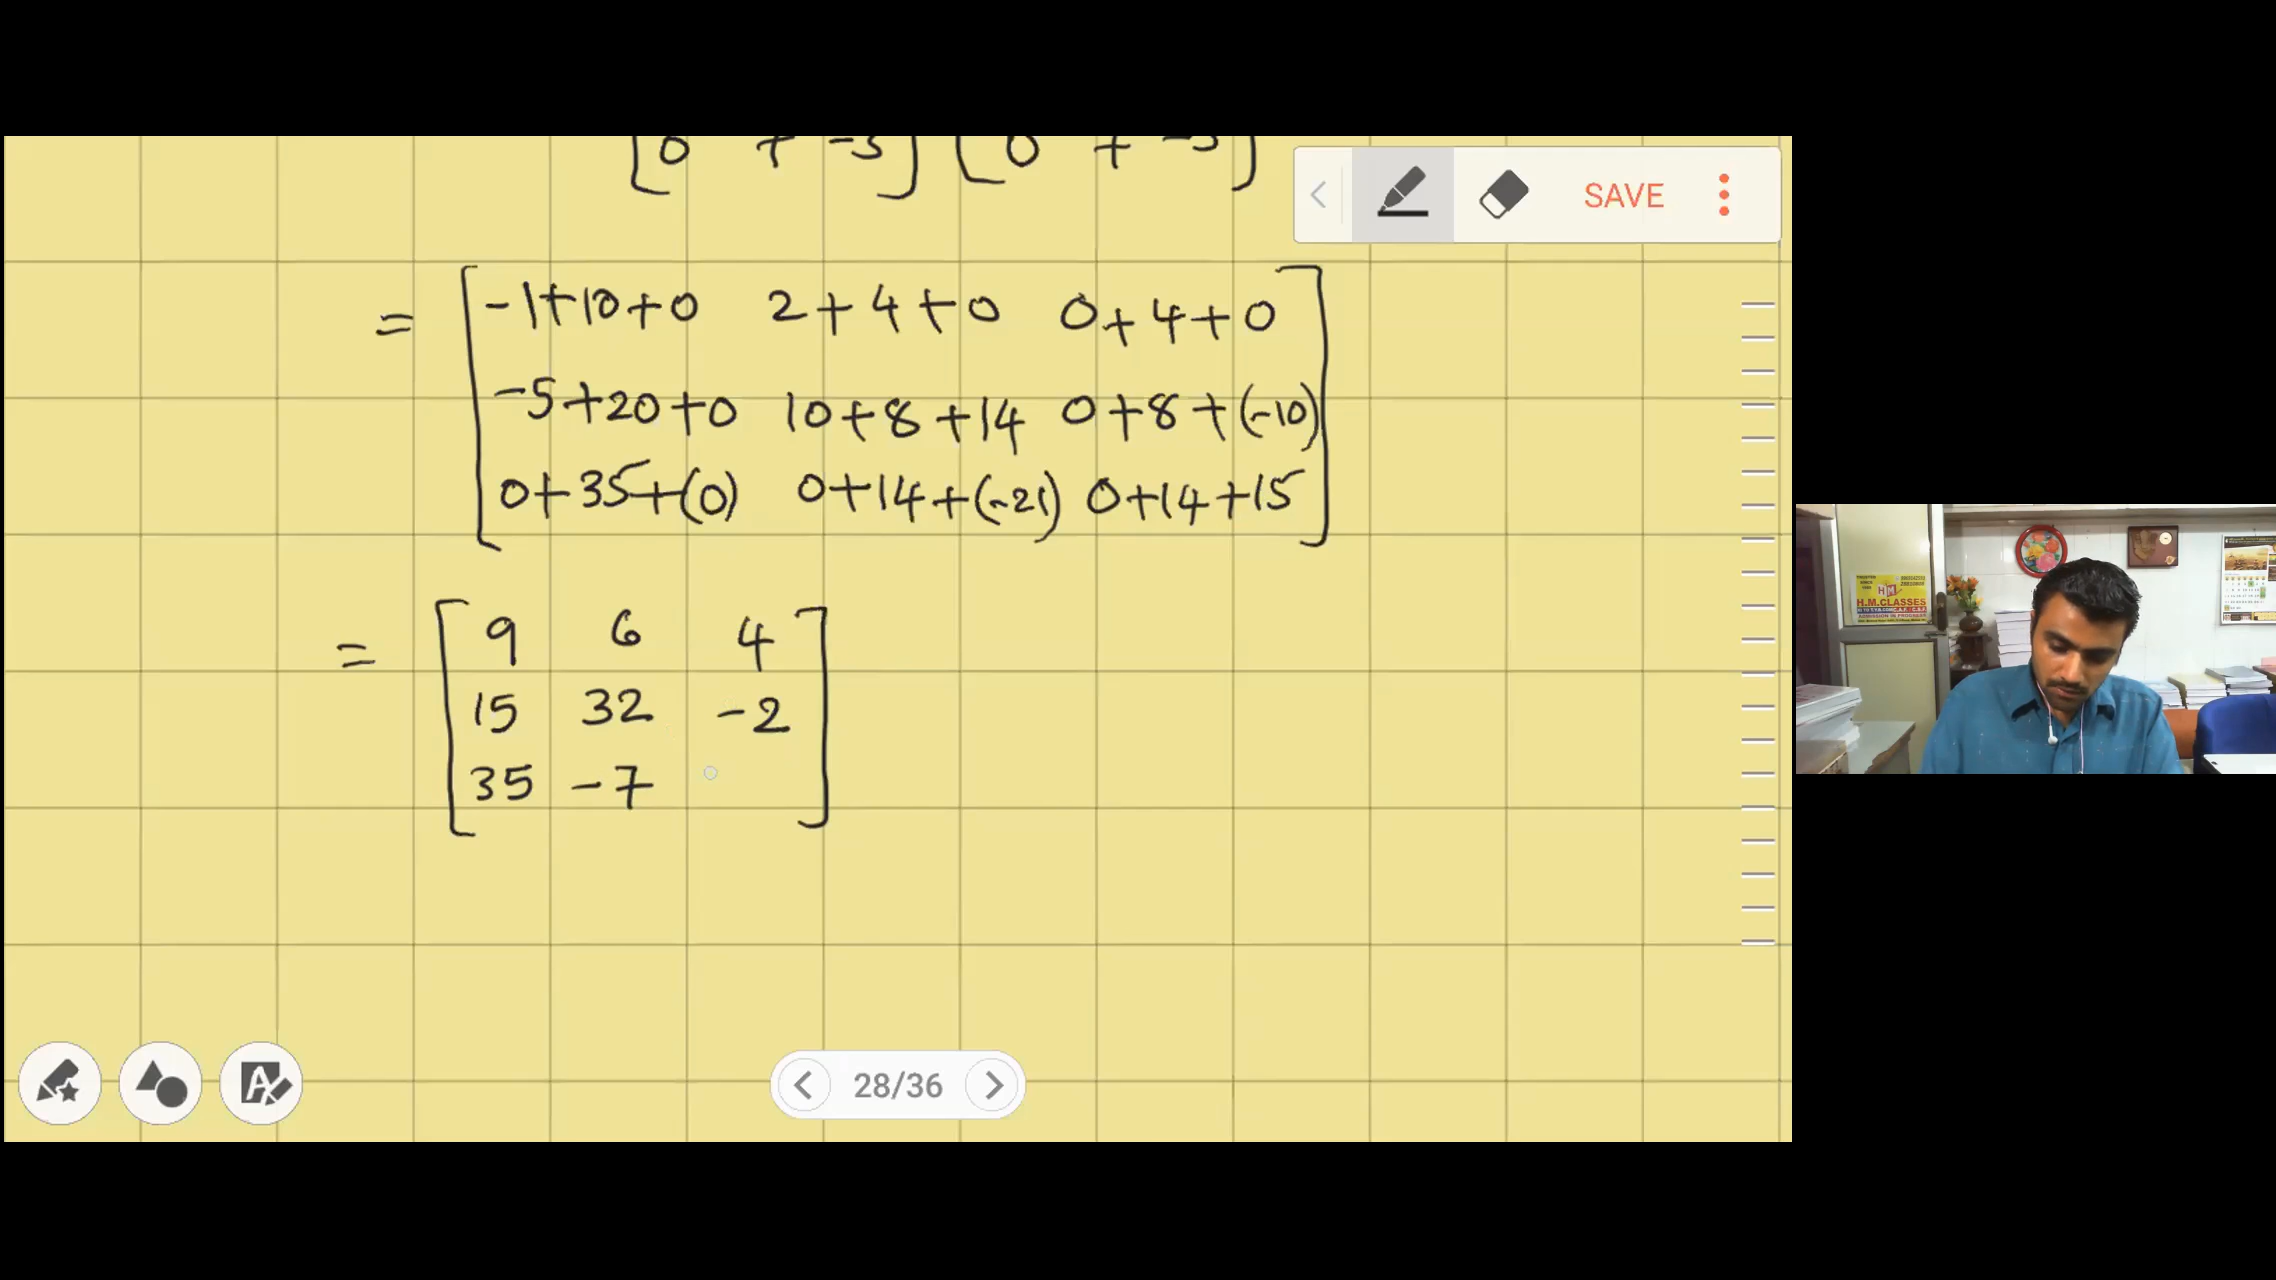 SAVE
= [ -1+10+0 2+4+0 0+4+0
-5+20+0 10+8+14 0+8+(-10)
0+35+(0) 0+14+(-21) 0+14+15 ]
= [ 9 6 4
15 32 -2
35 -7 ]
28/36
HM
H.M.CLASSES